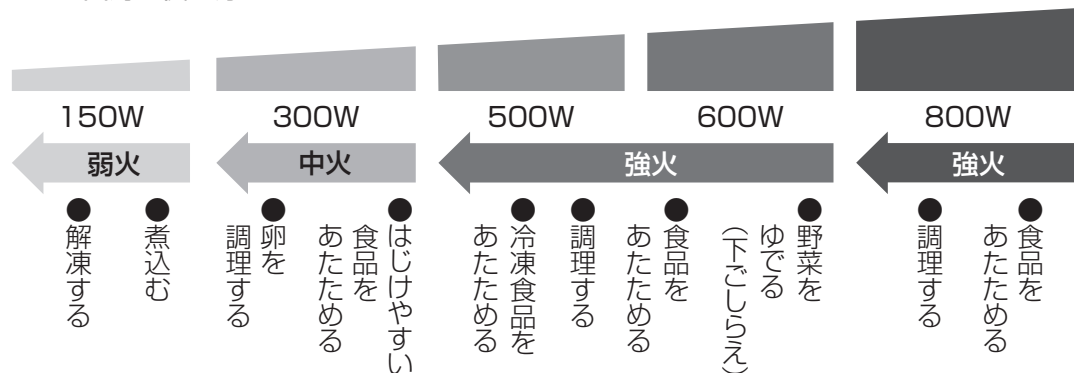 150W
300W
500W
600W
800W
弱火
中火
強火
強火
●解凍する
●煮込む
●卵を
調理する
●はじけやすい
食品を
あたためる
●冷凍食品を
あたためる
●調理する
●食品を
あたためる
●野菜を
ゆでる
(下ごしらえ)
●調理する
●食品を
あたためる